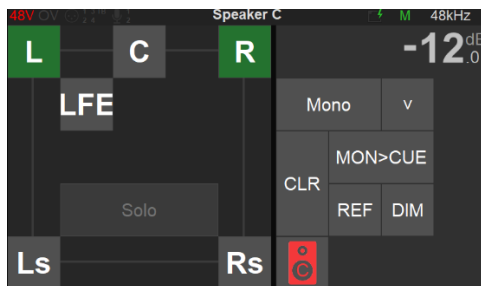 48V OV Speaker C M 48kHz
L C R -12.0 dB
LFE Mono v
MON>CUE
CLR
Solo REF DIM
Ls Rs C